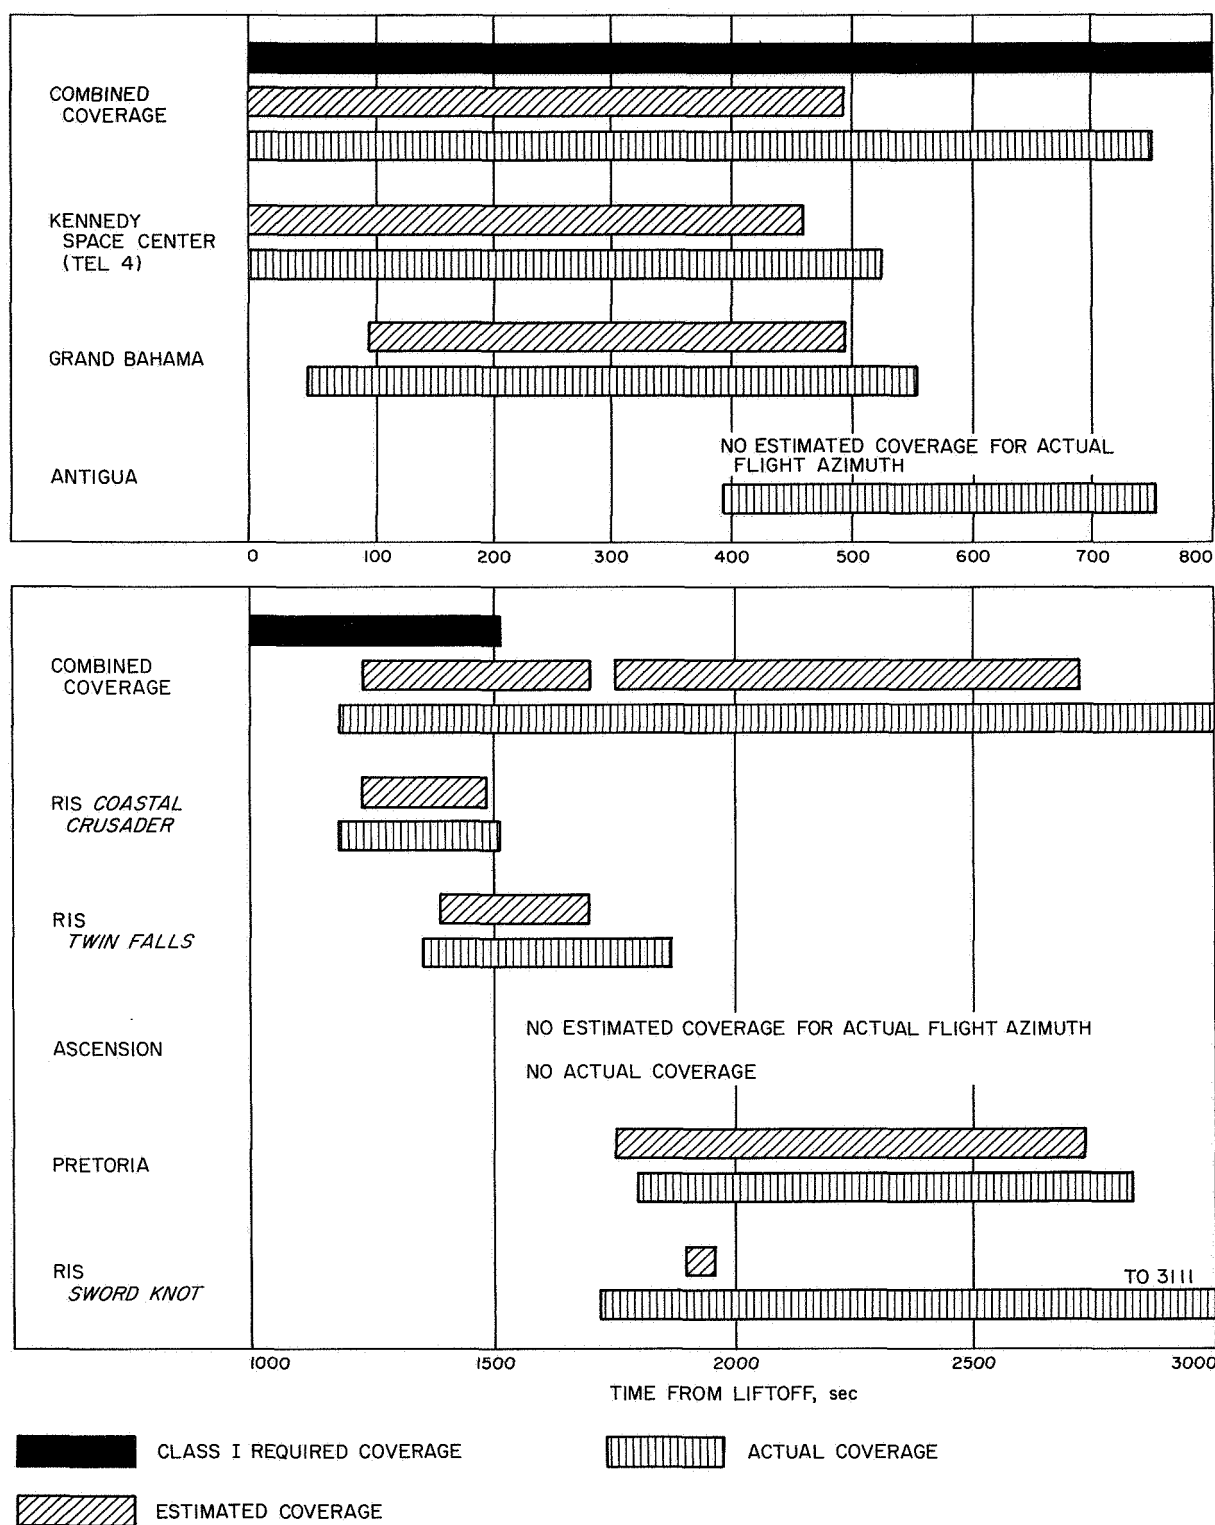 COMBINED
COVERAGE
KENNEDY
SPACE CENTER
(TEL 4)
GRAND BAHAMA
NO ESTIMATED COVERAGE FOR ACTUAL
FLIGHT AZIMUTH
ANTIGUA
0 100 200 300 400 500 600 700 800
COMBINED
COVERAGE
RIS COASTAL
CRUSADER
RIS
TWIN FALLS
NO ESTIMATED COVERAGE FOR ACTUAL FLIGHT AZIMUTH
ASCENSION
NO ACTUAL COVERAGE
PRETORIA
RIS
SWORD KNOT
TO 3111
1000 1500 2000 2500 3000
TIME FROM LIFTOFF, sec
CLASS I REQUIRED COVERAGE
ACTUAL COVERAGE
ESTIMATED COVERAGE